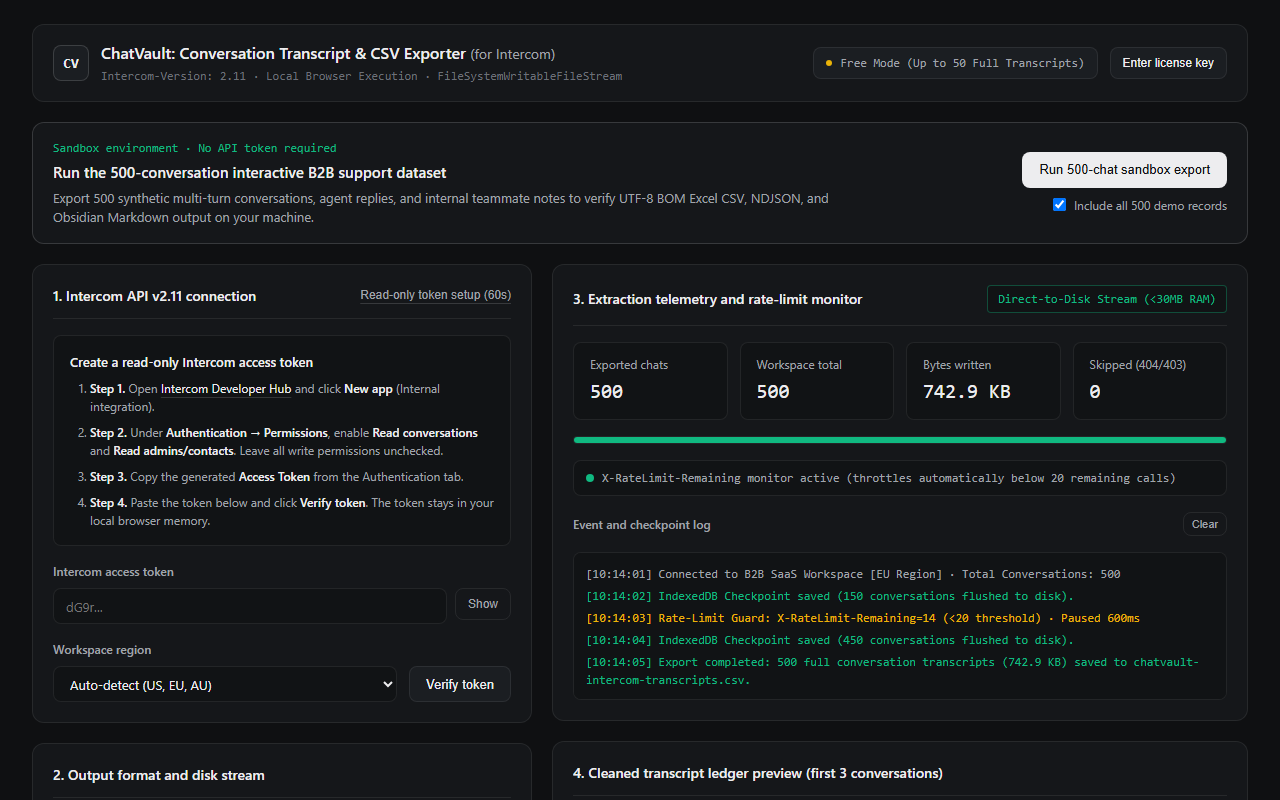 CV
ChatVault: Conversation Transcript & CSV Exporter (for Intercom)
Intercom-Version: 2.11 · Local Browser Execution · FileSystemWritableFileStream
Free Mode (Up to 50 Full Transcripts)
Enter license key
Sandbox environment · No API token required
Run the 500-conversation interactive B2B support dataset
Export 500 synthetic multi-turn conversations, agent replies, and internal teammate notes to verify UTF-8 BOM Excel CSV, NDJSON, and
Obsidian Markdown output on your machine.
Run 500-chat sandbox export
Include all 500 demo records
1. Intercom API v2.11 connection
Read-only token setup (60s)
Create a read-only Intercom access token
1. Step 1. Open Intercom Developer Hub and click New app (Internal
integration).
2. Step 2. Under Authentication → Permissions, enable Read conversations
and Read admins/contacts. Leave all write permissions unchecked.
3. Step 3. Copy the generated Access Token from the Authentication tab.
4. Step 4. Paste the token below and click Verify token. The token stays in your
local browser memory.
Intercom access token
dG9r...
Show
Workspace region
Auto-detect (US, EU, AU)
Verify token
2. Output format and disk stream
3. Extraction telemetry and rate-limit monitor
Direct-to-Disk Stream (<30MB RAM)
Exported chats
500
Workspace total
500
Bytes written
742.9 KB
Skipped (404/403)
0
X-RateLimit-Remaining monitor active (throttles automatically below 20 remaining calls)
Event and checkpoint log
Clear
[10:14:01] Connected to B2B SaaS Workspace [EU Region] · Total Conversations: 500
[10:14:02] IndexedDB Checkpoint saved (150 conversations flushed to disk).
[10:14:03] Rate-Limit Guard: X-RateLimit-Remaining=14 (<20 threshold) · Paused 600ms
[10:14:04] IndexedDB Checkpoint saved (450 conversations flushed to disk).
[10:14:05] Export completed: 500 full conversation transcripts (742.9 KB) saved to chatvault-
intercom-transcripts.csv.
4. Cleaned transcript ledger preview (first 3 conversations)